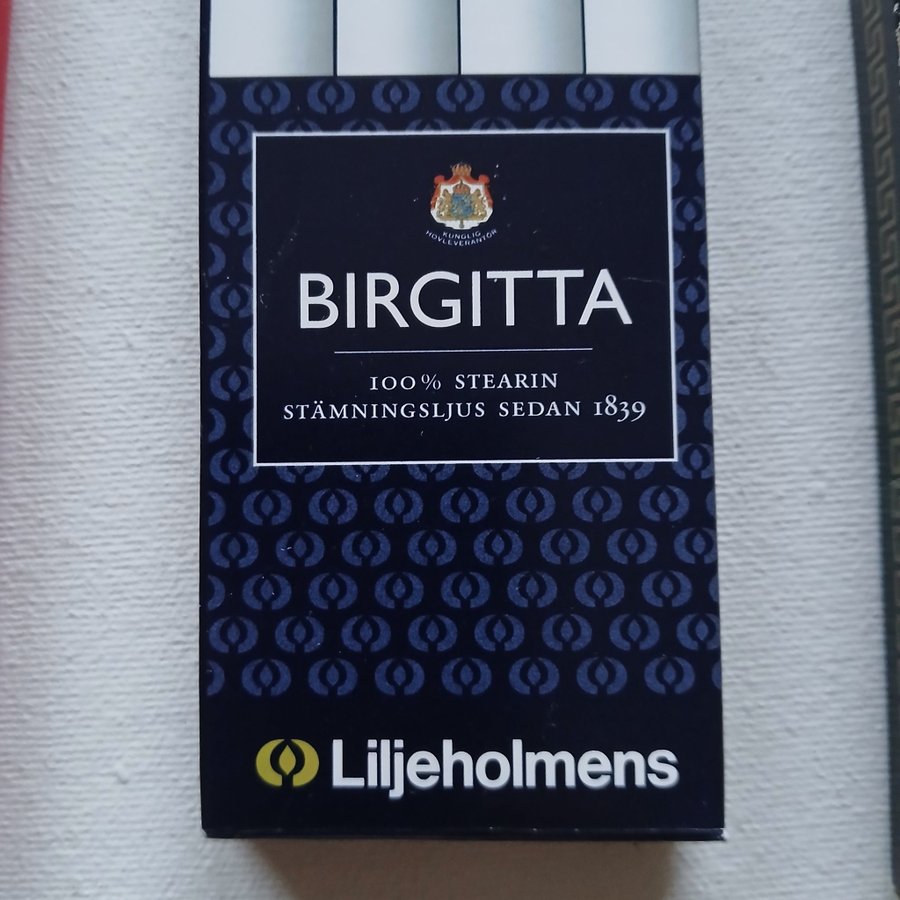 KUNGLIG
HOVLEVERANTÖR
BIRGITTA
100% STEARIN
STÄMNINGSLJUS SEDAN 1839
Liljeholmens